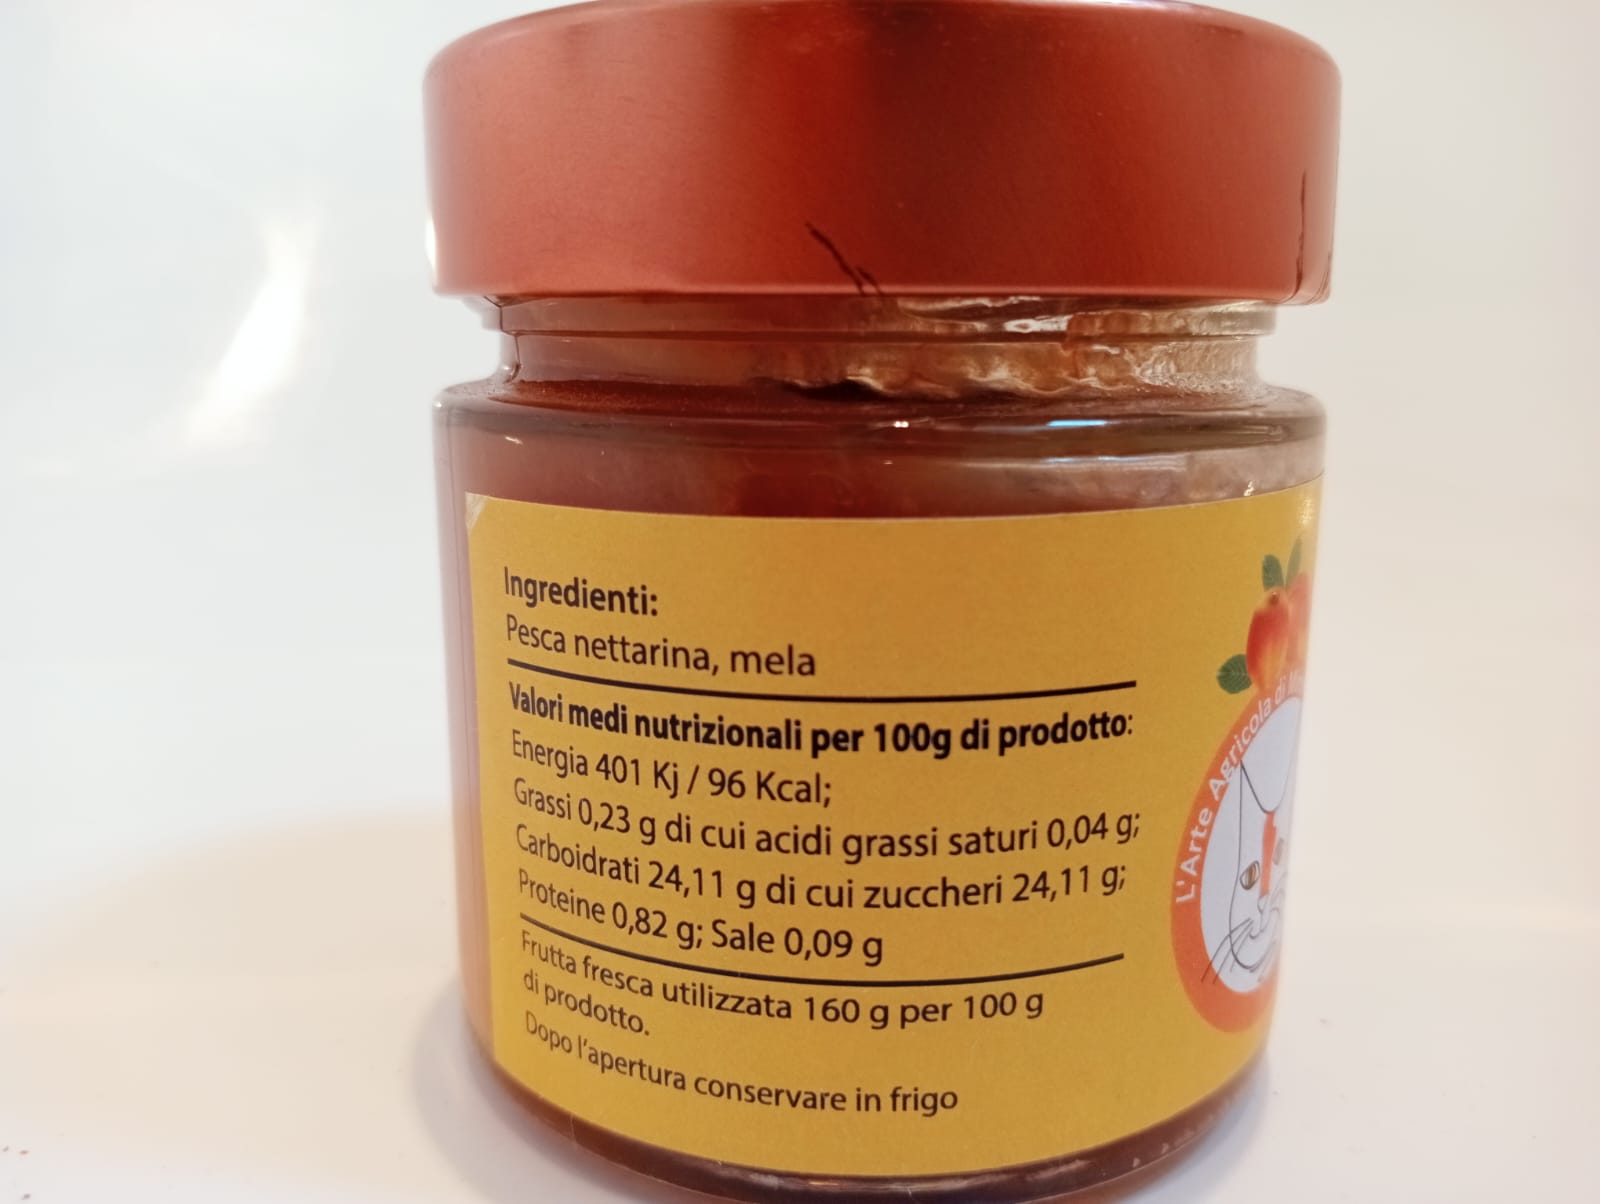 Ingredienti:
Pesca nettarina, mela
Valori medi nutrizionali per 100g di prodotto:
Energia 401 Kj / 96 Kcal;
Grassi 0,23 g di cui acidi grassi saturi 0,04 g;
Carboidrati 24,11 g di cui zuccheri 24,11 g;
Proteine 0,82 g; Sale 0,09 g
Frutta fresca utilizzata 160 g per 100 g
di prodotto.
Dopo l'apertura conservare in frigo
L'Arte Agricola di